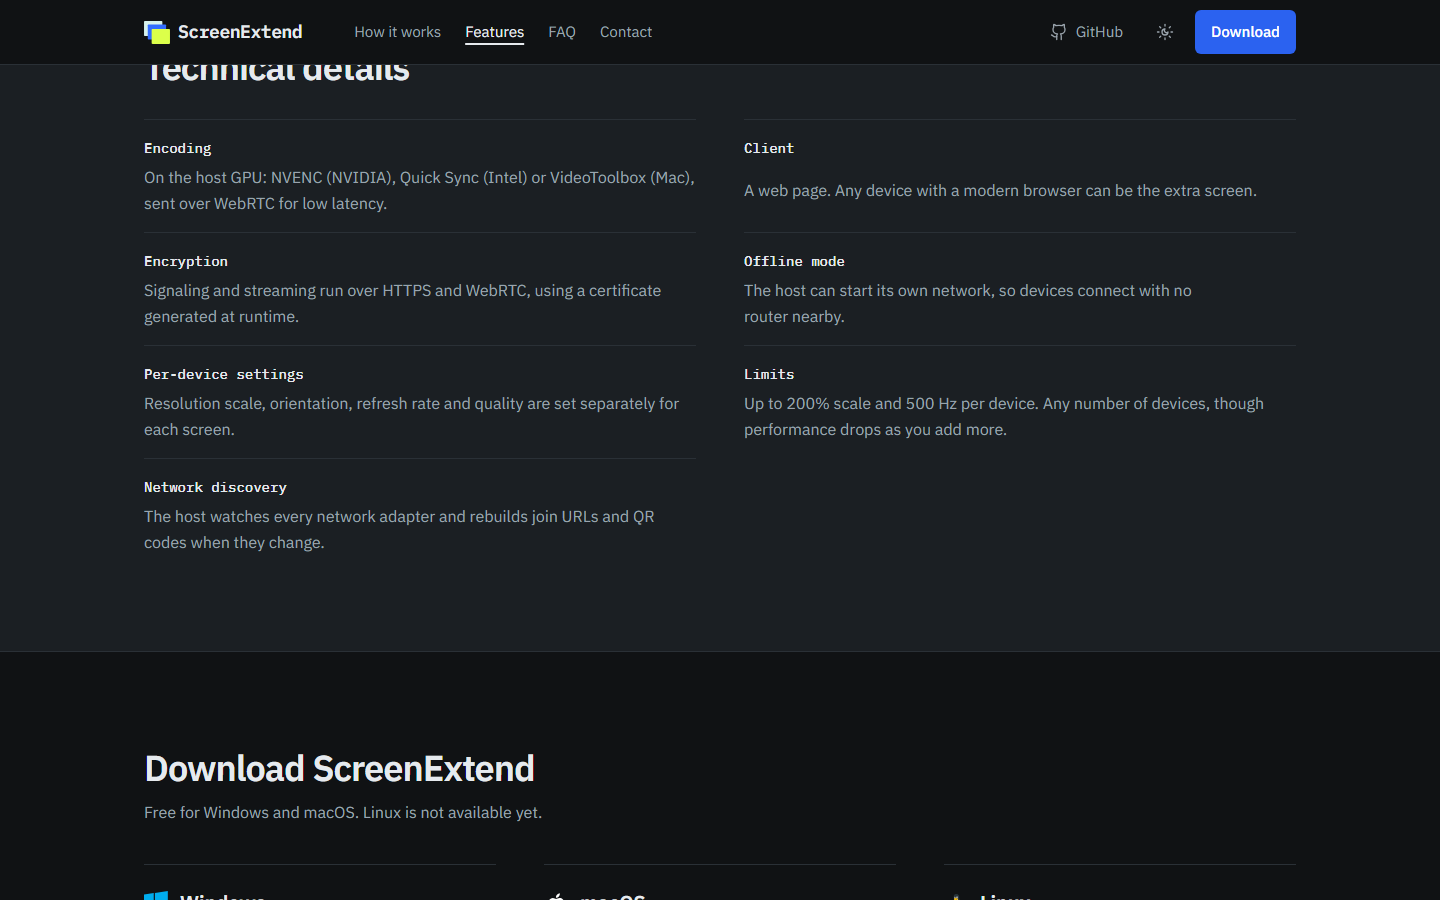 ScreenExtend
How it works
Features
FAQ
Contact
GitHub
Download
Technical details
Encoding
On the host GPU: NVENC (NVIDIA), Quick Sync (Intel) or VideoToolbox (Mac),
sent over WebRTC for low latency.
Client
A web page. Any device with a modern browser can be the extra screen.
Encryption
Signaling and streaming run over HTTPS and WebRTC, using a certificate
generated at runtime.
Offline mode
The host can start its own network, so devices connect with no
router nearby.
Per-device settings
Resolution scale, orientation, refresh rate and quality are set separately for
each screen.
Limits
Up to 200% scale and 500 Hz per device. Any number of devices, though
performance drops as you add more.
Network discovery
The host watches every network adapter and rebuilds join URLs and QR
codes when they change.
Download ScreenExtend
Free for Windows and macOS. Linux is not available yet.
Windows
macOS
Linux